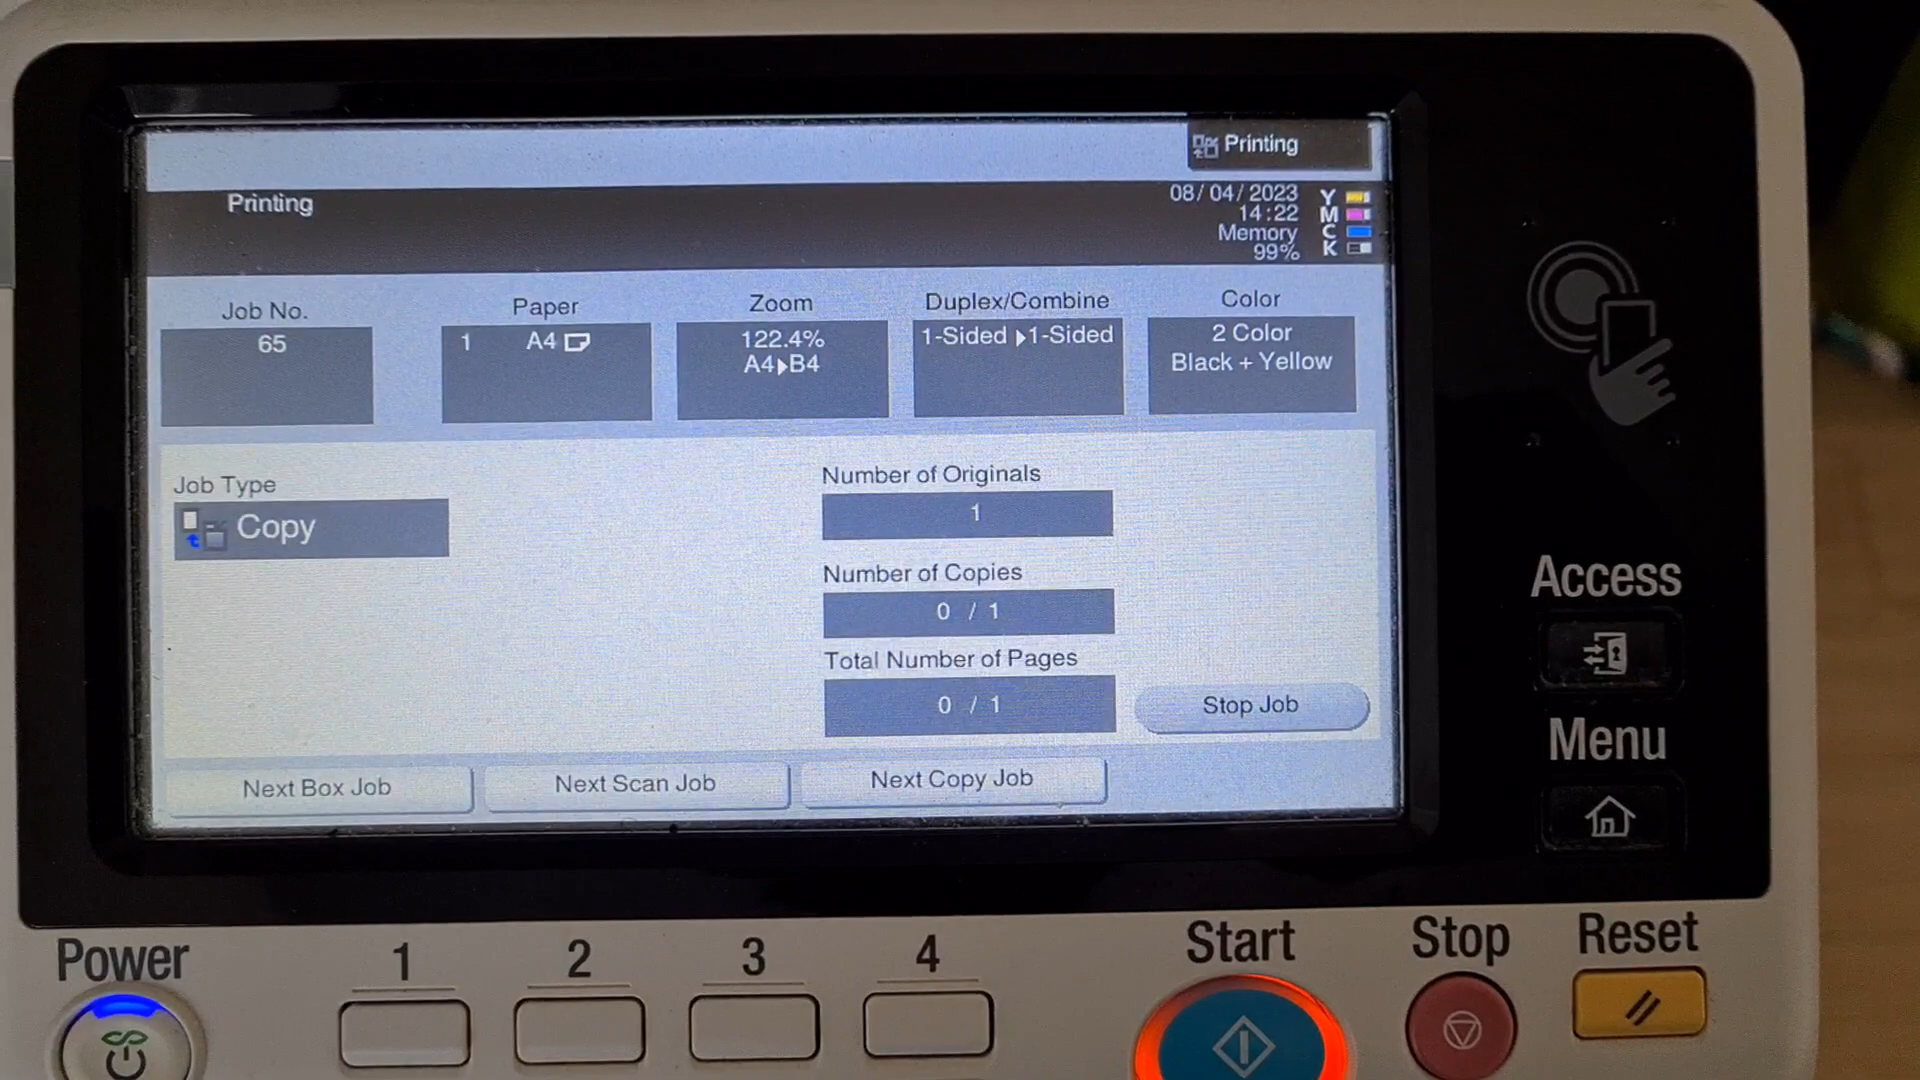 Printing
Printing
08/04/2023
14:22
Memory
99%
Y
M
C
K
Job No.
65
Paper
1 A4
Zoom
122.4%
A4▸B4
Duplex/Combine
1-Sided ▸1-Sided
Color
2 Color
Black + Yellow
Job Type
Copy
Number of Originals
1
Number of Copies
0 / 1
Total Number of Pages
0 / 1
Stop Job
Next Box Job
Next Scan Job
Next Copy Job
Access
Menu
Power
1
2
3
4
Start
Stop
Reset